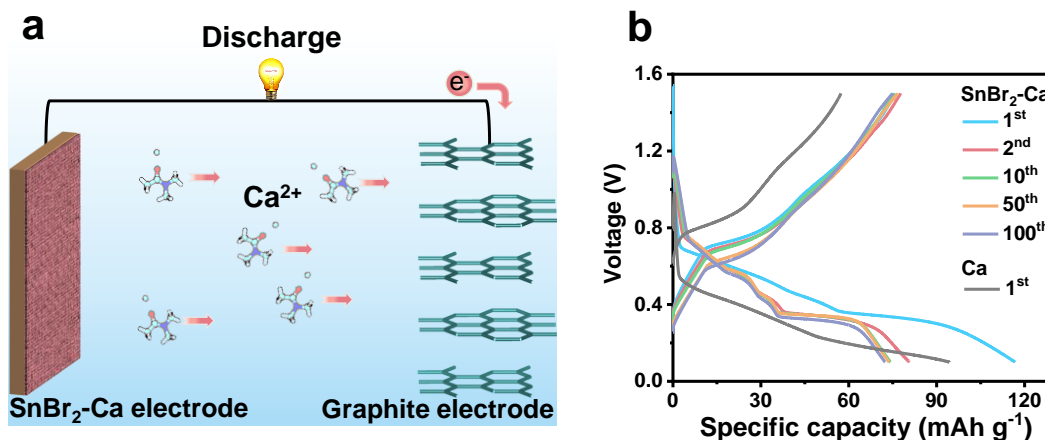 a
Discharge
e⁻
Ca²⁺
SnBr₂-Ca electrode
Graphite electrode
b
Voltage (V)
1.6
1.2
0.8
0.4
0.0
SnBr₂-Ca
1ˢᵗ
2ⁿᵈ
10ᵗʰ
50ᵗʰ
100ᵗʰ
Ca
1ˢᵗ
0 30 60 90 120
Specific capacity (mAh g⁻¹)